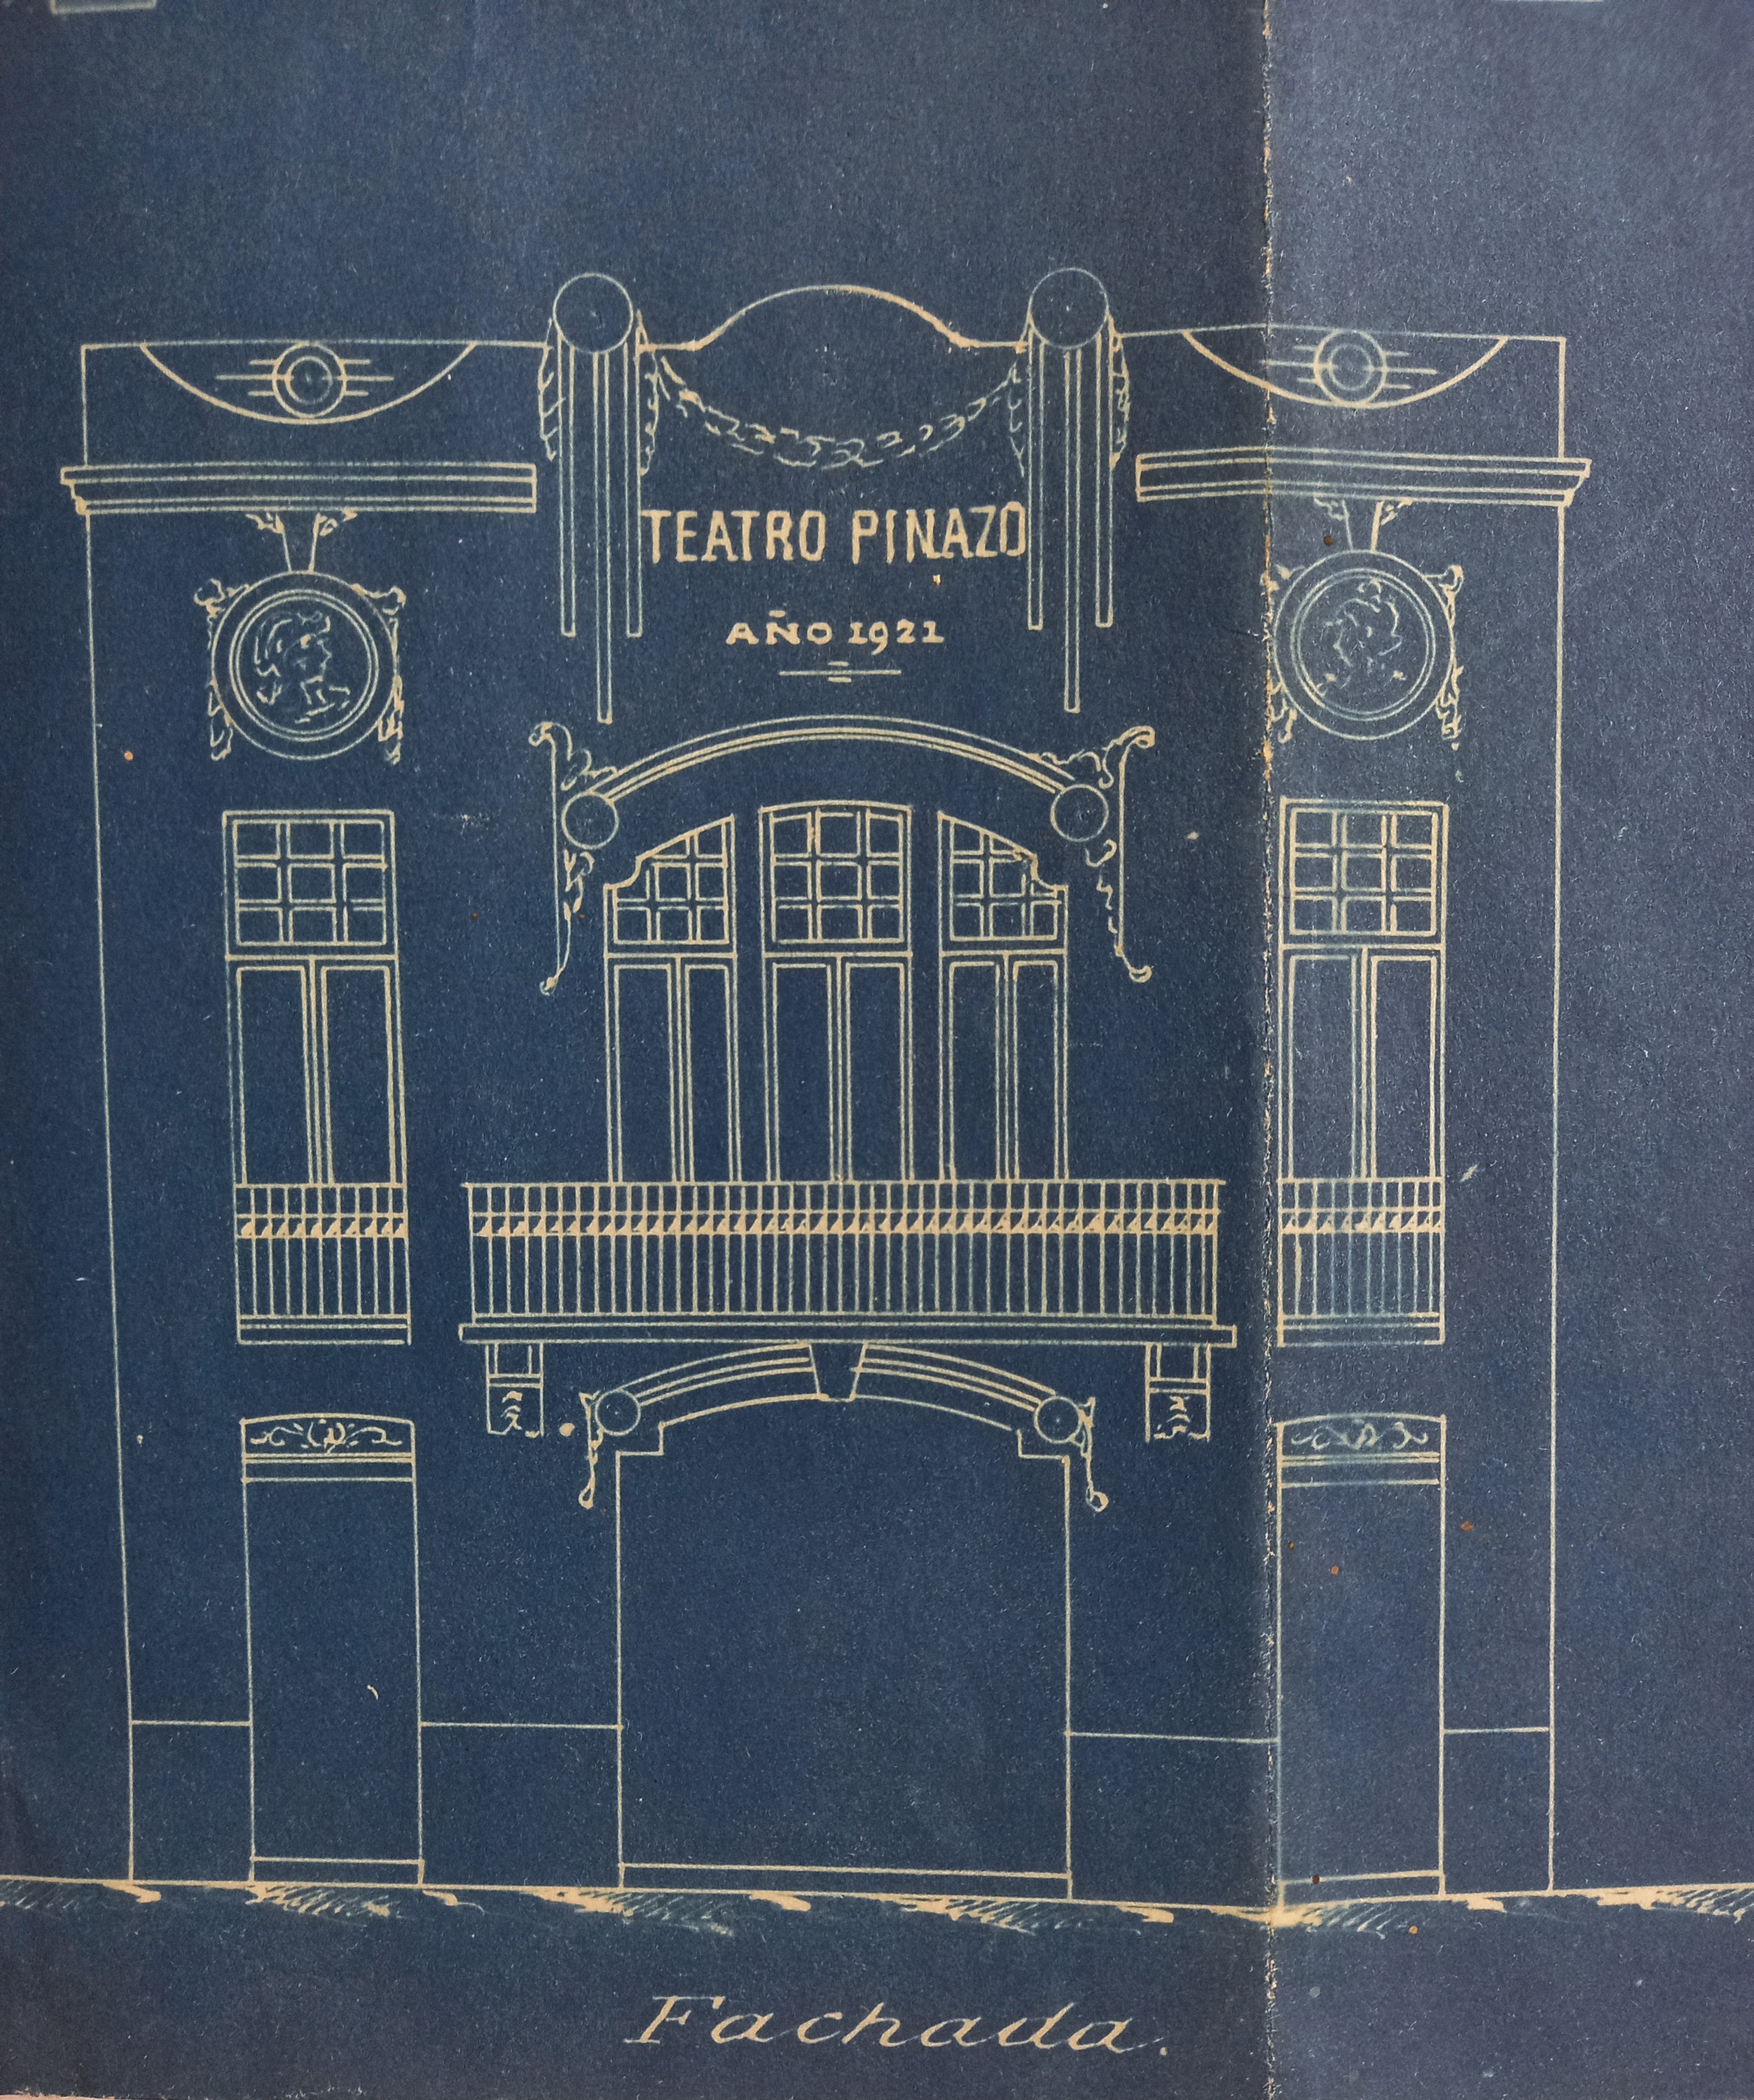 TEATRO PINAZO
AÑO 1921
Fachada.